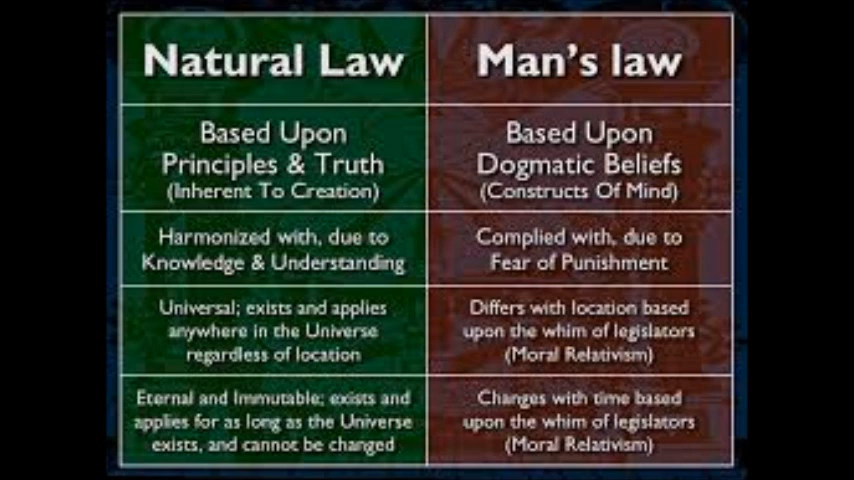 Natural Law
Man's law
Based Upon
Principles & Truth
(Inherent To Creation)
Based Upon
Dogmatic Beliefs
(Constructs Of Mind)
Harmonized with, due to
Knowledge & Understanding
Complied with, due to
Fear of Punishment
Universal; exists and applies
anywhere in the Universe
regardless of location
Differs with location based
upon the whim of legislators
(Moral Relativism)
Eternal and Immutable; exists and
applies for as long as the Universe
exists, and cannot be changed
Changes with time based
upon the whim of legislators
(Moral Relativism)